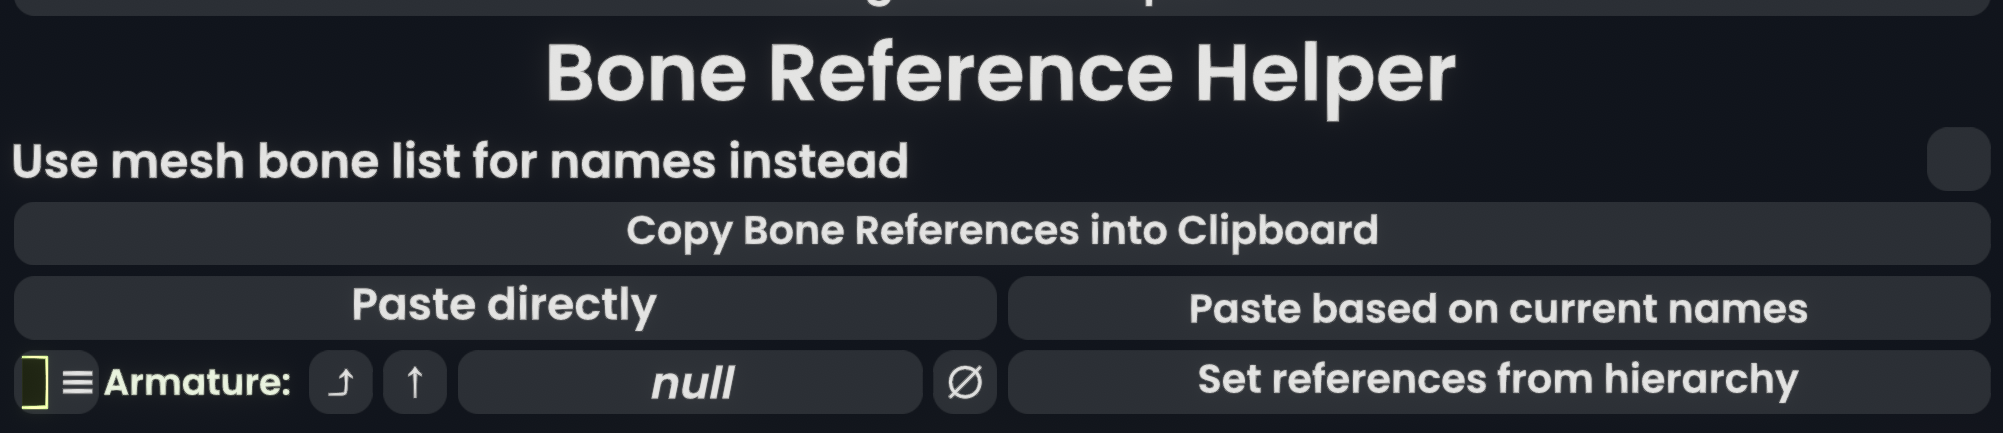 Bone Reference Helper
Use mesh bone list for names instead
Copy Bone References into Clipboard
Paste directly Paste based on current names
Armature: null Set references from hierarchy